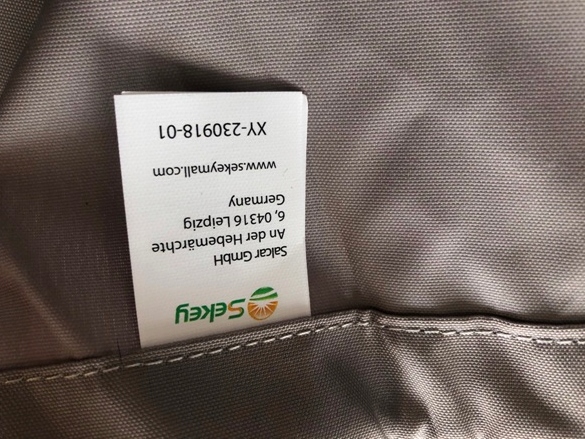 Sekey
Salcar GmbH
An der Hebemärchte
6, 04316 Leipzig
Germany
www.sekeymall.com
XY-230918-01